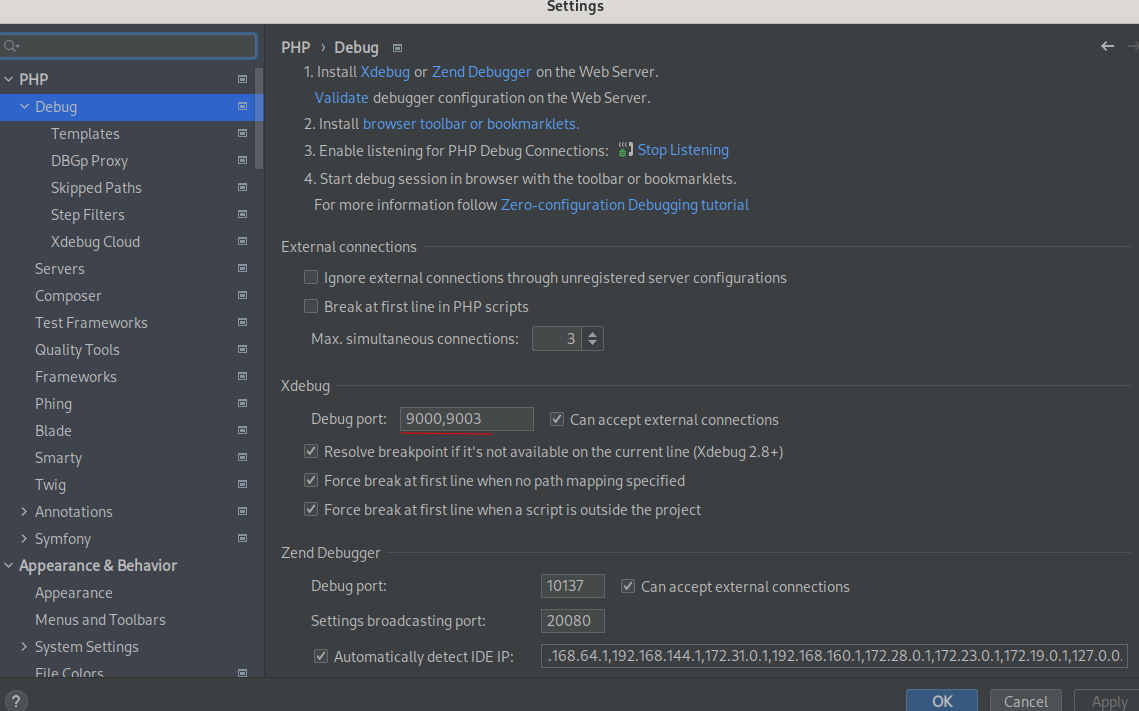 Settings
PHP › Debug
PHP
Debug
Templates
DBGp Proxy
Skipped Paths
Step Filters
Xdebug Cloud
Servers
Composer
Test Frameworks
Quality Tools
Frameworks
Phing
Blade
Smarty
Twig
Annotations
Symfony
Appearance & Behavior
Appearance
Menus and Toolbars
System Settings
File Colors
1. Install Xdebug or Zend Debugger on the Web Server.
Validate debugger configuration on the Web Server.
2. Install browser toolbar or bookmarklets.
3. Enable listening for PHP Debug Connections: Stop Listening
4. Start debug session in browser with the toolbar or bookmarklets.
For more information follow Zero-configuration Debugging tutorial
External connections
Ignore external connections through unregistered server configurations
Break at first line in PHP scripts
Max. simultaneous connections: 3
Xdebug
Debug port: 9000,9003 Can accept external connections
Resolve breakpoint if it's not available on the current line (Xdebug 2.8+)
Force break at first line when no path mapping specified
Force break at first line when a script is outside the project
Zend Debugger
Debug port: 10137 Can accept external connections
Settings broadcasting port: 20080
Automatically detect IDE IP: .168.64.1,192.168.144.1,172.31.0.1,192.168.160.1,172.28.0.1,172.23.0.1,172.19.0.1,127.0.0.
? OK Cancel Apply